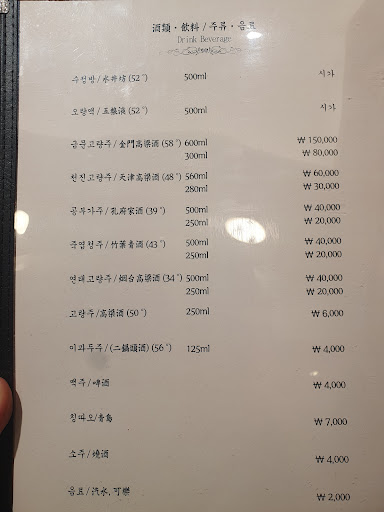 酒類·飲料 / 주류·음료
Drink Beverage
수정방 / 水井坊 (52˚) 500ml 시가
오량액 / 五粮液 (52˚) 500ml 시가
금문고량주 / 金門高梁酒 (58˚) 600ml ₩ 150,000
300ml ₩ 80,000
천진고량주 / 天津高梁酒 (48˚) 560ml ₩ 60,000
280ml ₩ 30,000
공부가주 / 孔府家酒 (39˚) 500ml ₩ 40,000
250ml ₩ 20,000
죽엽청주 / 竹葉靑酒 (43˚) 500ml ₩ 40,000
250ml ₩ 20,000
연태고량주 / 烟台高梁酒 (34˚) 500ml ₩ 40,000
250ml ₩ 20,000
고량주 / 高梁酒 (50˚) 250ml ₩ 6,000
이과두주 / (二鍋頭酒) (56˚) 125ml ₩ 4,000
맥주 / 啤酒 ₩ 4,000
칭따오 / 青島 ₩ 7,000
소주 / 燒酒 ₩ 4,000
음료 / 汽水, 可樂 ₩ 2,000